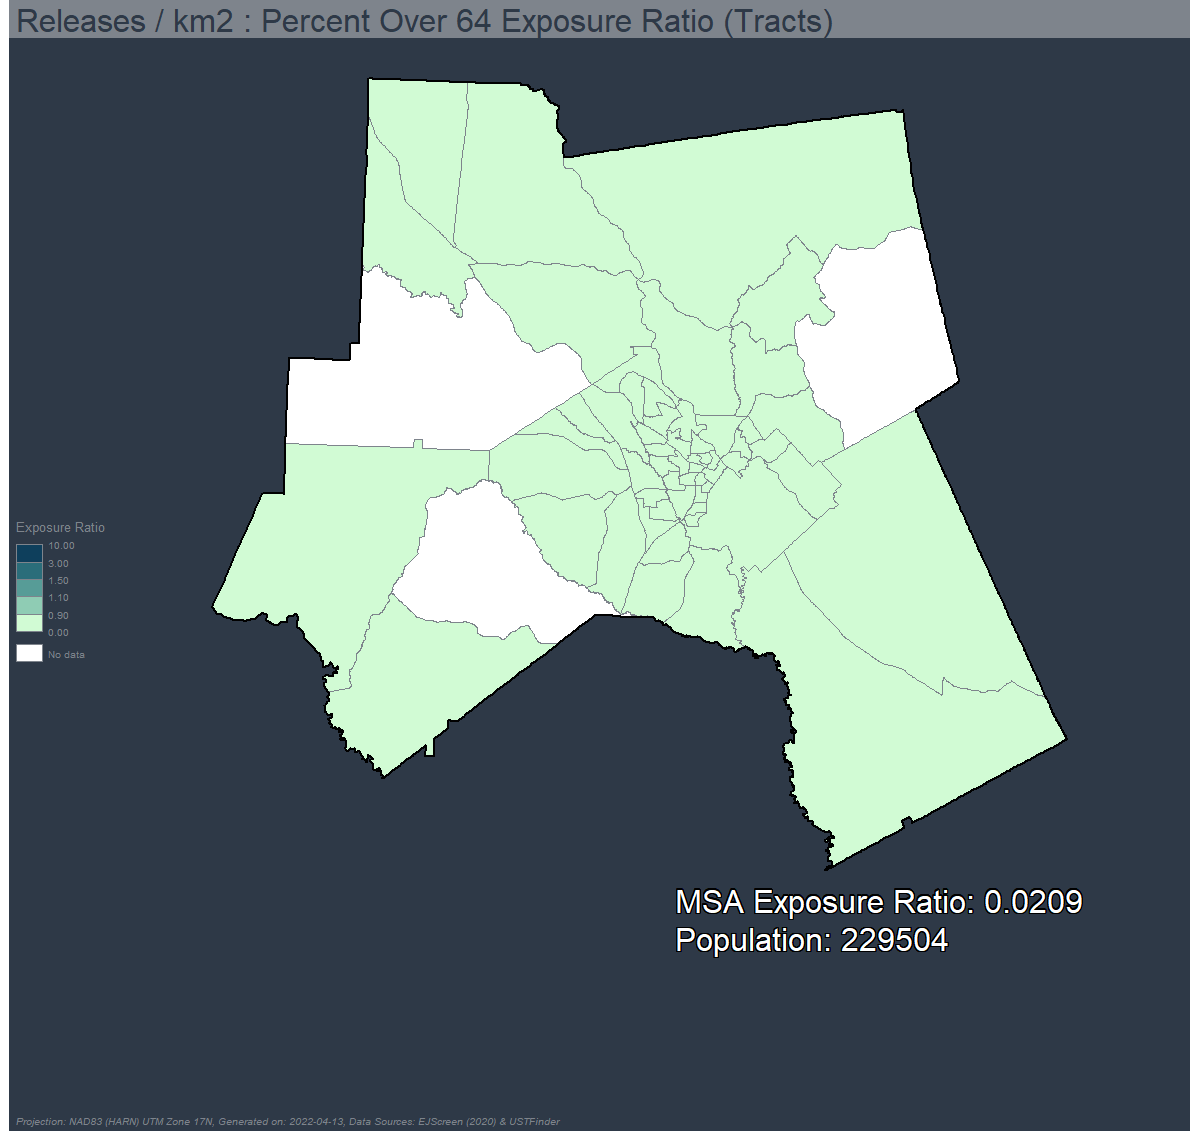 Releases / km2 : Percent Over 64 Exposure Ratio (Tracts)
Exposure Ratio
10.00
3.00
1.50
1.10
0.90
0.00
No data
MSA Exposure Ratio: 0.0209
Population: 229504
Projection: NAD83 (HARN) UTM Zone 17N, Generated on: 2022-04-13, Data Sources: EJScreen (2020) & USTFinder